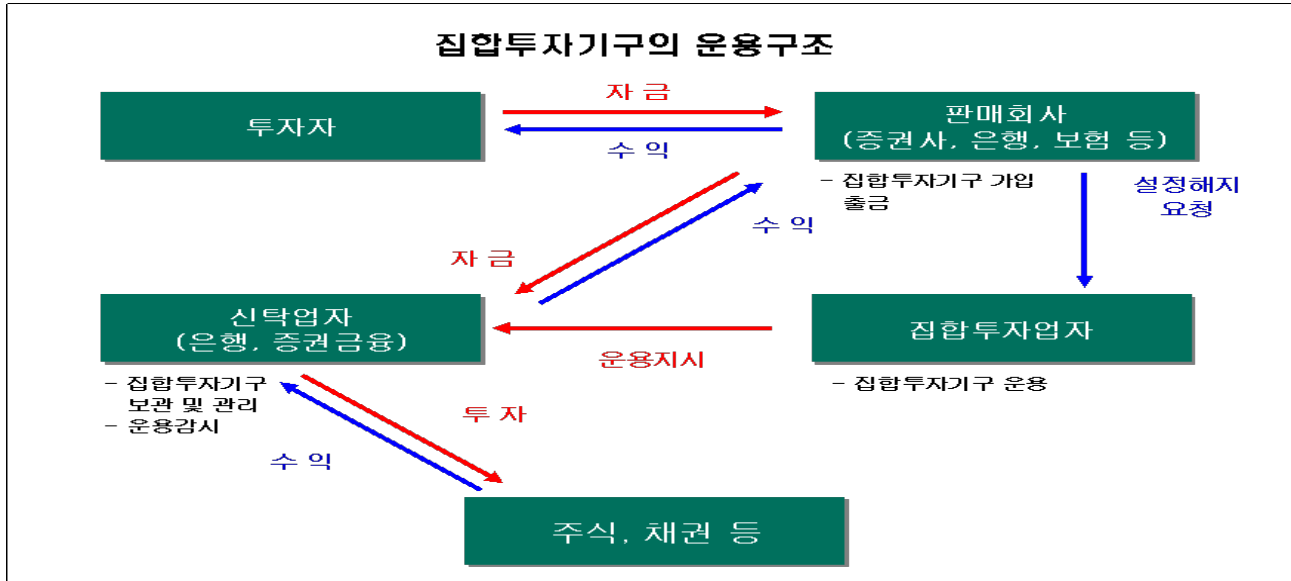 집합투자기구의 운용구조
투자자
자 금
수 익
판매회사
(증권사, 은행, 보험 등)
- 집합투자기구 가입
출금
설정해지
요청
자 금
수 익
신탁업자
(은행, 증권금융)
- 집합투자기구
보관 및 관리
- 운용감시
운용지시
집합투자업자
- 집합투자기구 운용
투 자
수 익
주식, 채권 등